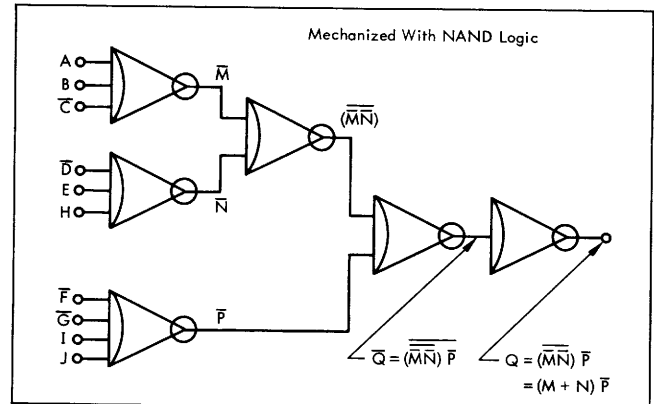 Mechanized With NAND Logic
A
B
C̅
M̅
(M̅̅ N̅̅)
D̅
E
H
N̅
F̅
G̅
I
J
P̅
Q̅ = (M̅̅ N̅̅) P̅
Q = (M̅̅ N̅̅) P̅
= (M + N) P̅